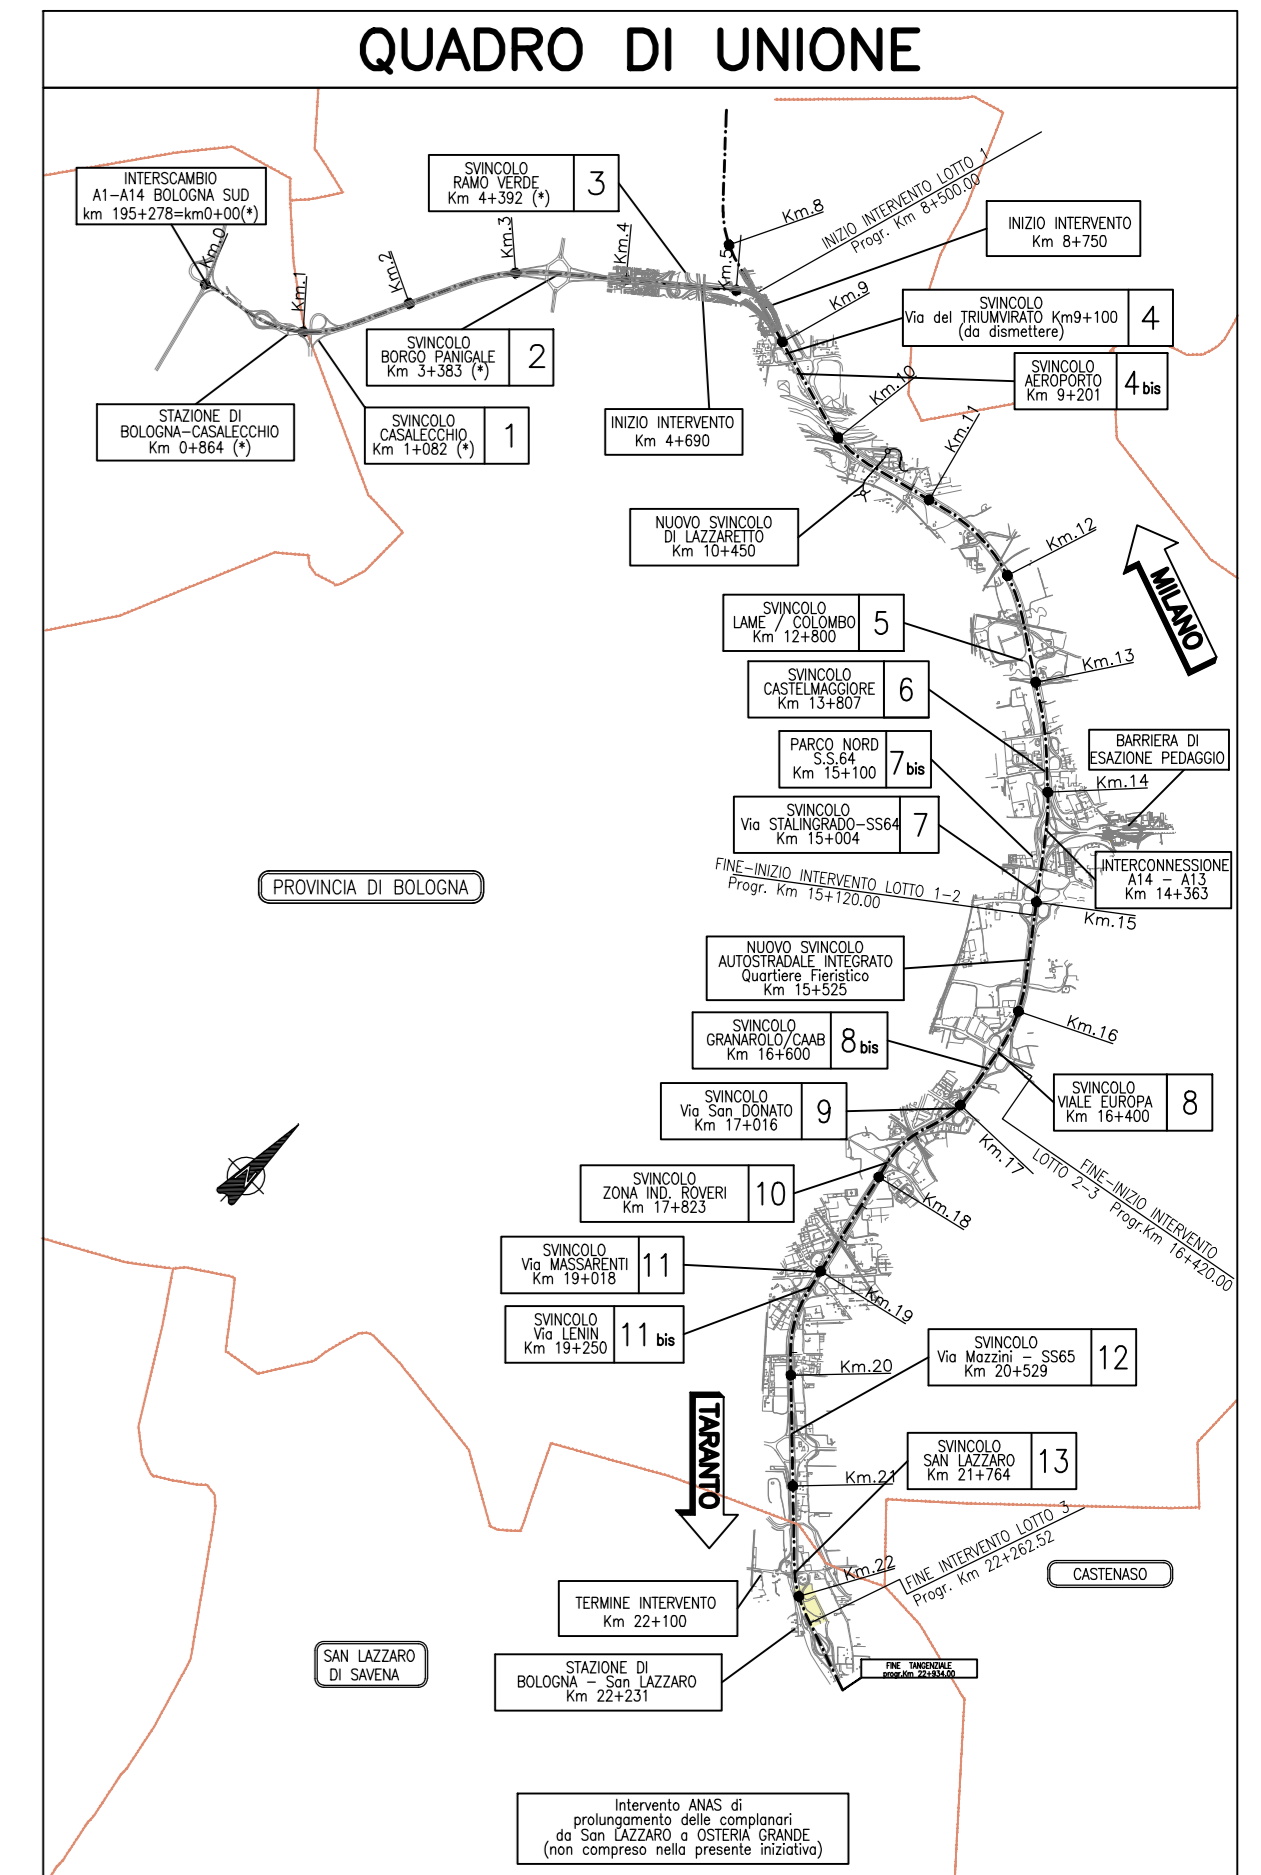 QUADRO DI UNIONE
INTERSCAMBIO
A1-A14 BOLOGNA SUD
km 195+278=km0+00(*)
SVINCOLO
RAMO VERDE
Km 4+392 (*)
3
Km.0
Km.1
Km.2
Km.3
Km.4
Km.5
Km.8
INIZIO INTERVENTO LOTTO 1
Progr. Km 8+500.00
INIZIO INTERVENTO
Km 8+750
Km.9
SVINCOLO
Via del TRIUMVIRATO Km9+100
(da dismettere)
4
SVINCOLO
BORGO PANIGALE
Km 3+383 (*)
2
SVINCOLO
AEROPORTO
Km 9+201
4 bis
STAZIONE DI
BOLOGNA-CASALECCHIO
Km 0+864 (*)
SVINCOLO
CASALECCHIO
Km 1+082 (*)
1
INIZIO INTERVENTO
Km 4+690
Km.10
Km.11
NUOVO SVINCOLO
DI LAZZARETTO
Km 10+450
Km.12
MILANO
SVINCOLO
LAME / COLOMBO
Km 12+800
5
Km.13
SVINCOLO
CASTELMAGGIORE
Km 13+807
6
PARCO NORD
S.S.64
Km 15+100
7 bis
BARRIERA DI
ESAZIONE PEDAGGIO
Km.14
SVINCOLO
Via STALINGRADO-SS64
Km 15+004
7
INTERCONNESSIONE
A14 - A13
Km 14+363
FINE-INIZIO INTERVENTO LOTTO 1-2
Progr. Km 15+120.00
Km.15
PROVINCIA DI BOLOGNA
NUOVO SVINCOLO
AUTOSTRADALE INTEGRATO
Quartiere Fieristico
Km 15+525
Km.16
SVINCOLO
GRANAROLO/CAAB
Km 16+600
8 bis
SVINCOLO
VIALE EUROPA
Km 16+400
8
SVINCOLO
Via San DONATO
Km 17+016
9
Km.17
FINE-INIZIO INTERVENTO
LOTTO 2-3 Progr.Km 16+420.00
SVINCOLO
ZONA IND. ROVERI
Km 17+823
10
Km.18
SVINCOLO
Via MASSARENTI
Km 19+018
11
Km.19
SVINCOLO
Via LENIN
Km 19+250
11 bis
SVINCOLO
Via Mazzini - SS65
Km 20+529
12
Km.20
TARANTO
SVINCOLO
SAN LAZZARO
Km 21+764
13
Km.21
FINE INTERVENTO LOTTO 3
Progr. Km 22+262.52
Km.22
CASTENASO
TERMINE INTERVENTO
Km 22+100
SAN LAZZARO
DI SAVENA
STAZIONE DI
BOLOGNA - San LAZZARO
Km 22+231
FINE TANGENZIALE
progr.Km 22+934.00
Intervento ANAS di
prolungamento delle complanari
da San LAZZARO a OSTERIA GRANDE
(non compreso nella presente iniziativa)